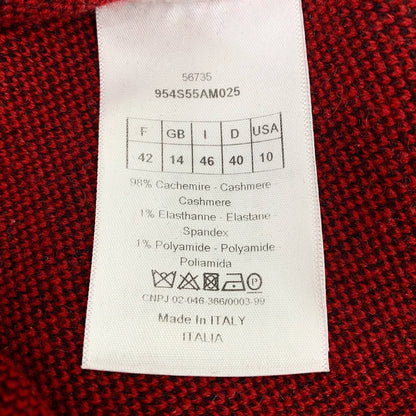 56735
954S55AM025
F GB I D USA
42 14 46 40 10
98% Cachemire - Cashmere -
Cashmere
1% Elasthanne - Elastane -
Spandex
1% Polyamide - Polyamide
Poliamida
P
CNPJ 02-046-366/0003-99
Made In ITALY
ITALIA